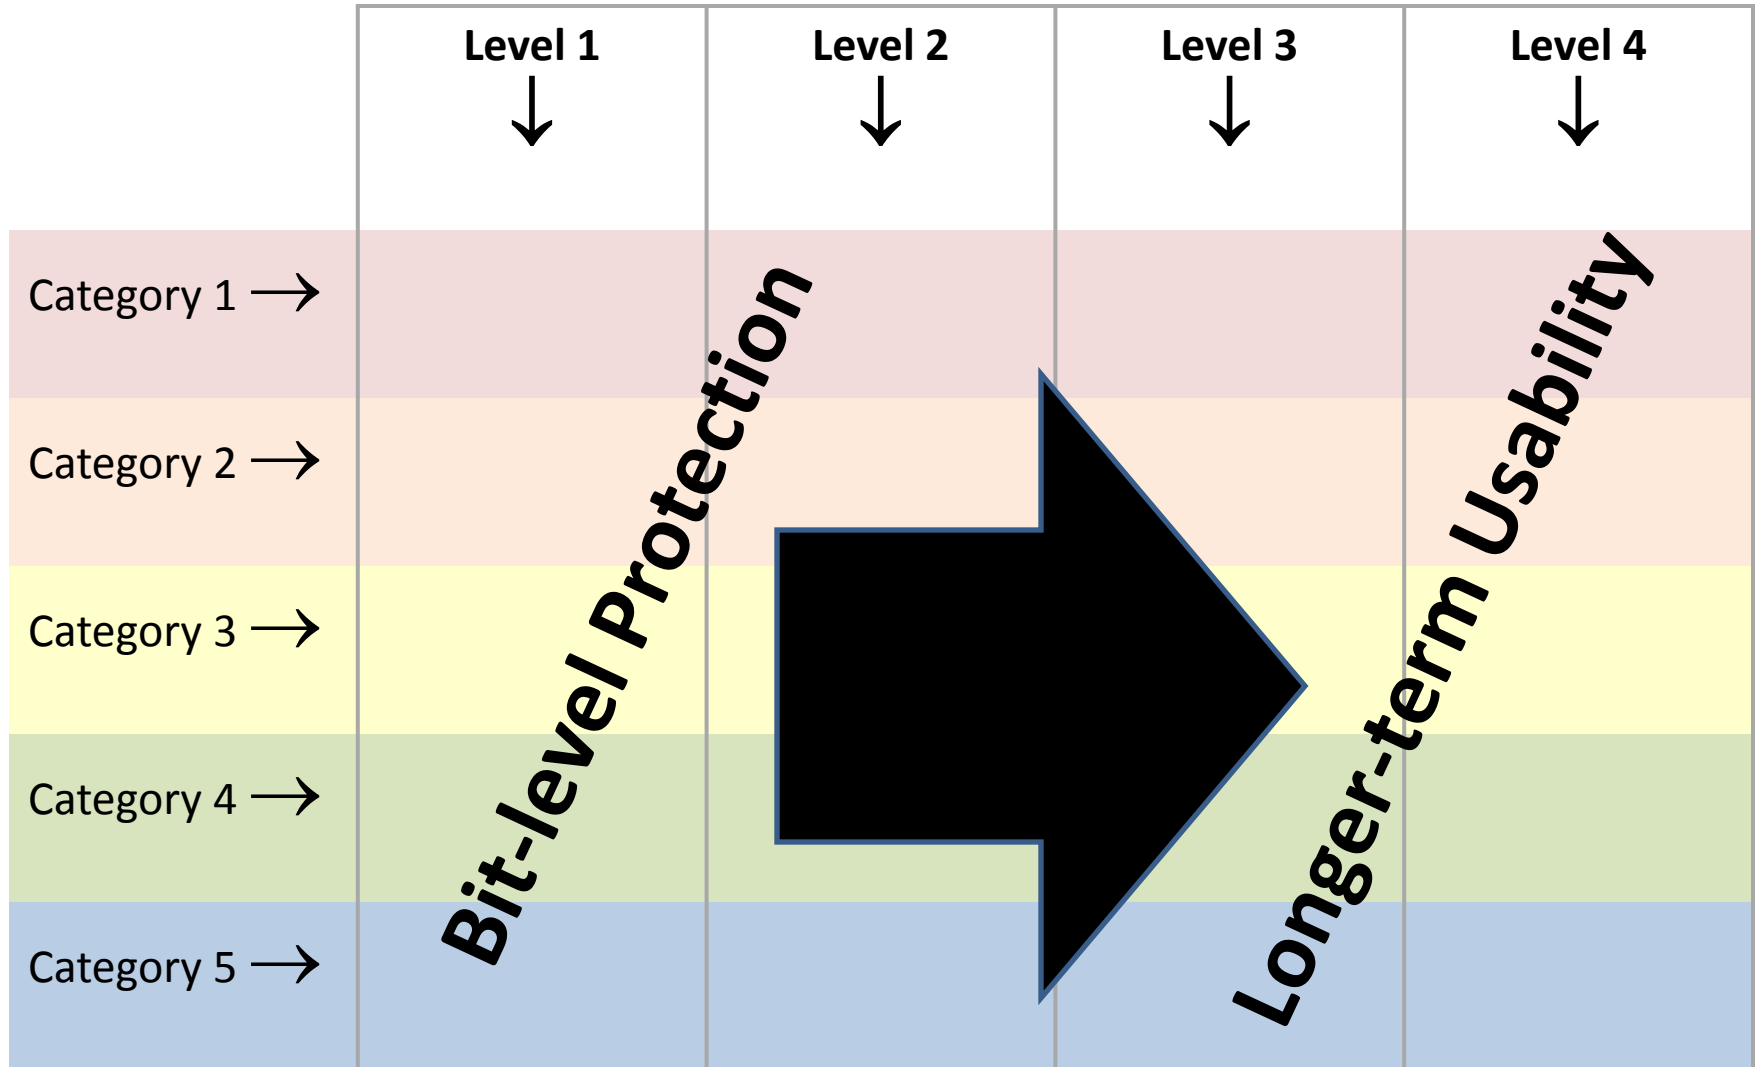 Level 1
Level 2
Level 3
Level 4
Category 1 →
Category 2 →
Category 3 →
Category 4 →
Category 5 →
Bit-level Protection
Longer-term Usability